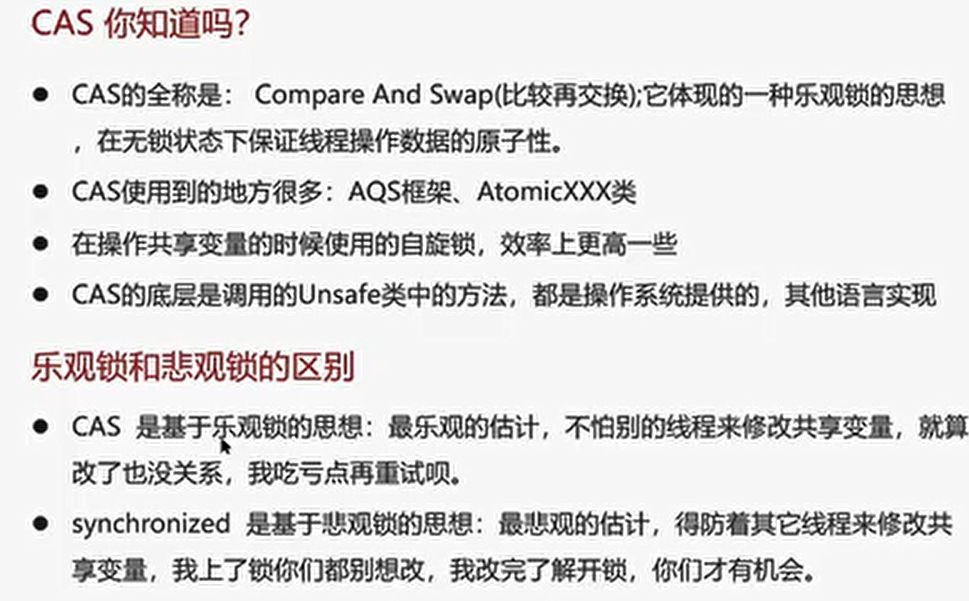 CAS 你知道吗?
● CAS的全称是： Compare And Swap(比较再交换);它体现的一种乐观锁的思想
，在无锁状态下保证线程操作数据的原子性。
● CAS使用到的地方很多：AQS框架、AtomicXXX类
● 在操作共享变量的时候使用的自旋锁，效率上更高一些
● CAS的底层是调用的Unsafe类中的方法，都是操作系统提供的，其他语言实现
乐观锁和悲观锁的区别
● CAS 是基于乐观锁的思想：最乐观的估计，不怕别的线程来修改共享变量，就算
改了也没关系，我吃亏点再重试呗。
● synchronized 是基于悲观锁的思想：最悲观的估计，得防着其它线程来修改共
享变量，我上了锁你们都别想改，我改完了解开锁，你们才有机会。